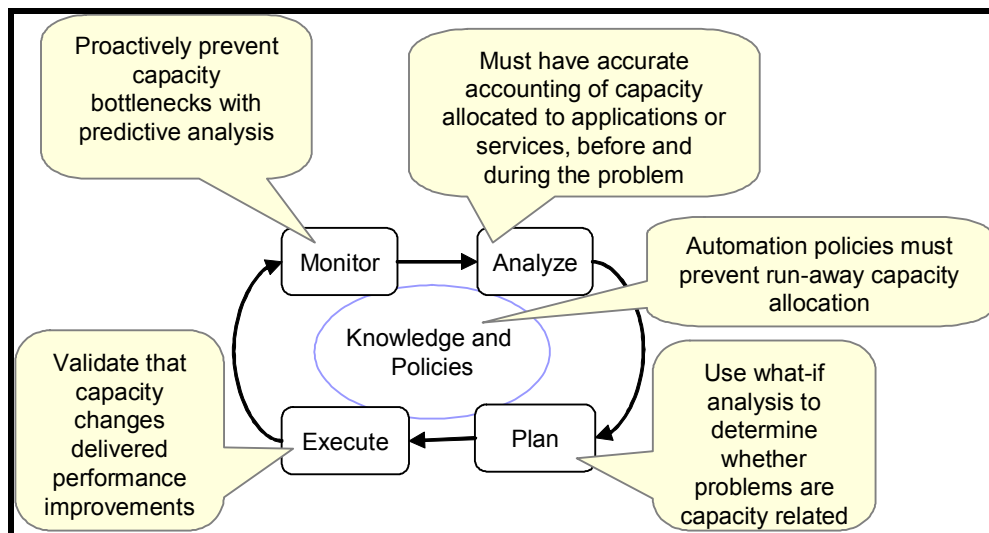 Proactively prevent
capacity
bottlenecks with
predictive analysis
Must have accurate
accounting of capacity
allocated to applications or
services, before and
during the problem
Monitor
Analyze
Automation policies must
prevent run-away capacity
allocation
Knowledge and
Policies
Validate that
capacity
changes
delivered
performance
improvements
Execute
Plan
Use what-if
analysis to
determine
whether
problems are
capacity related